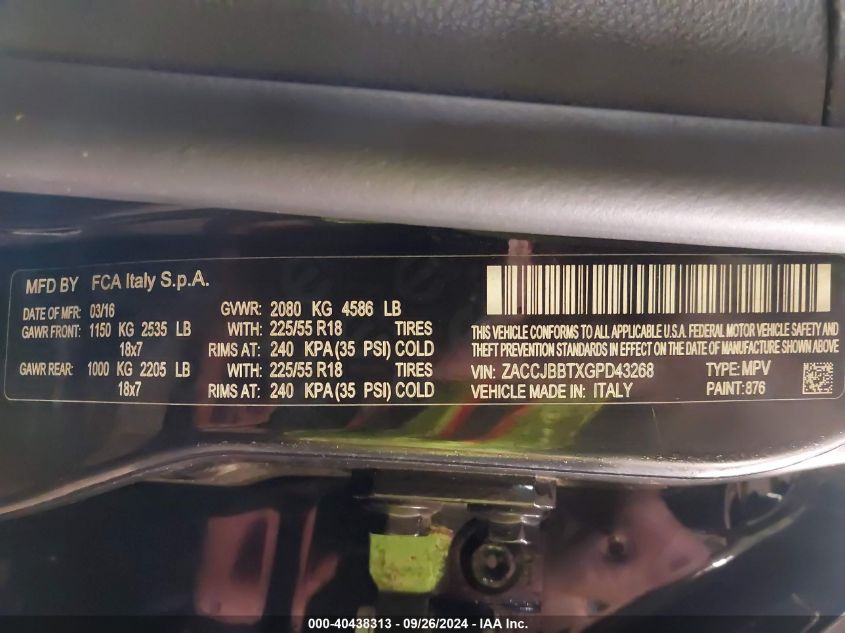 MFD BY FCA Italy S.p.A.
DATE OF MFR: 03/16 GVWR: 2080 KG 4586 LB
GAWR FRONT: 1150 KG 2535 LB WITH: 225/55 R18 TIRES
18x7 RIMS AT: 240 KPA(35 PSI) COLD
GAWR REAR: 1000 KG 2205 LB WITH: 225/55 R18 TIRES
18x7 RIMS AT: 240 KPA(35 PSI) COLD
THIS VEHICLE CONFORMS TO ALL APPLICABLE U.S.A. FEDERAL MOTOR VEHICLE SAFETY AND
THEFT PREVENTION STANDARDS IN EFFECT ON THE DATE OF MANUFACTURE SHOWN ABOVE
VIN: ZACCJBBTXGPD43268 TYPE: MPV
VEHICLE MADE IN: ITALY PAINT: 876
000-40438313 - 09/26/2024 - IAA Inc.